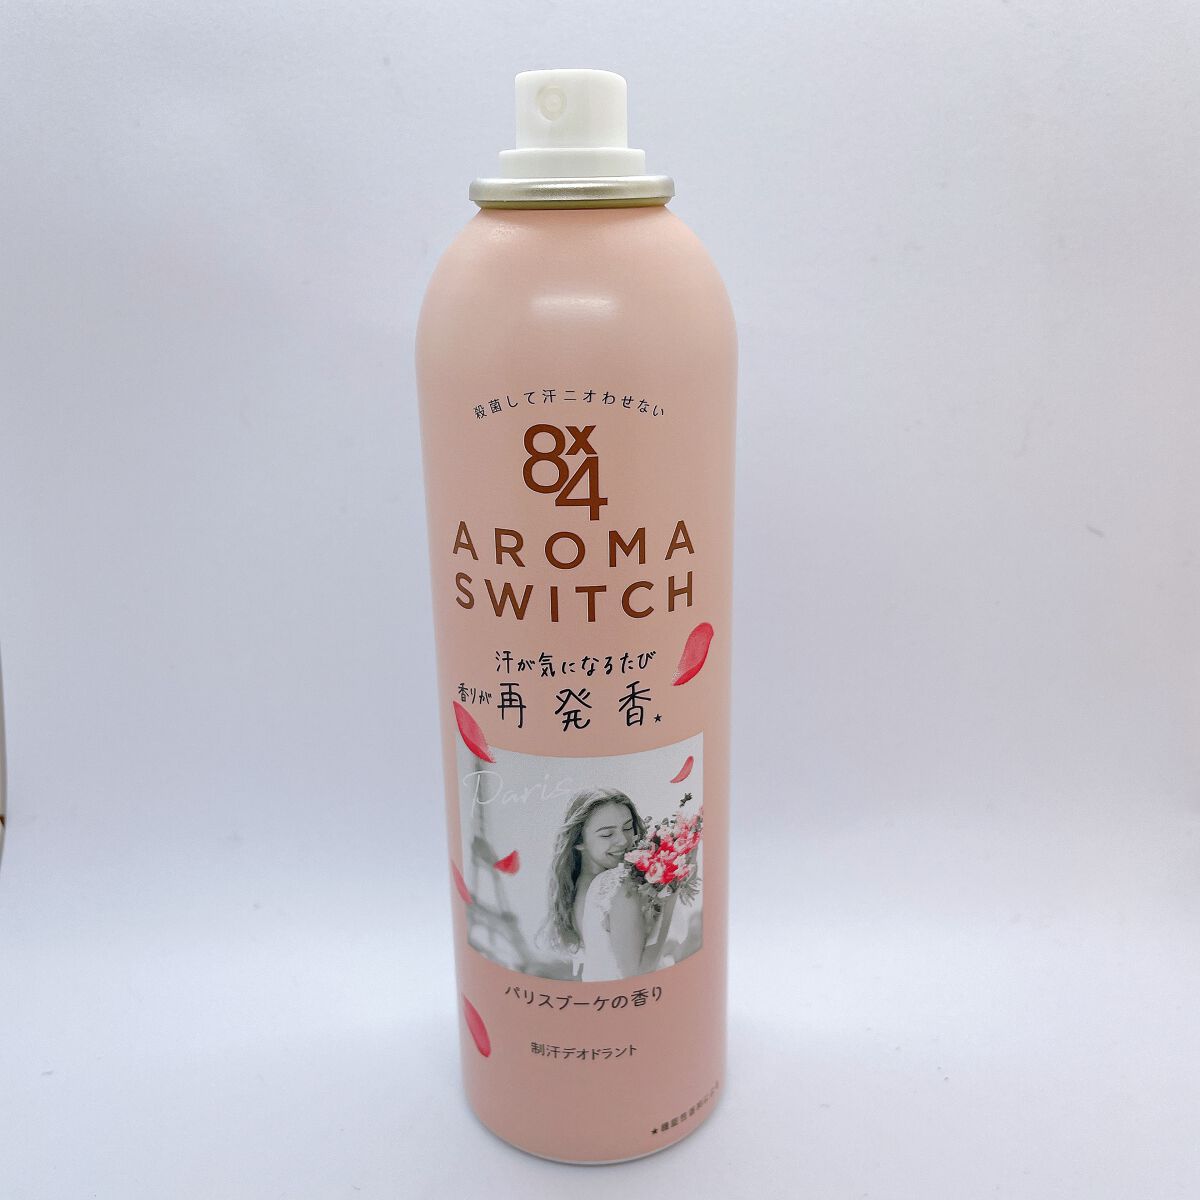 殺菌して汗ニオわせない
8x4
AROMA
SWITCH
汗が気になるたび
香りが再発香★
Paris
パリスブーケの香り
制汗デオドラント